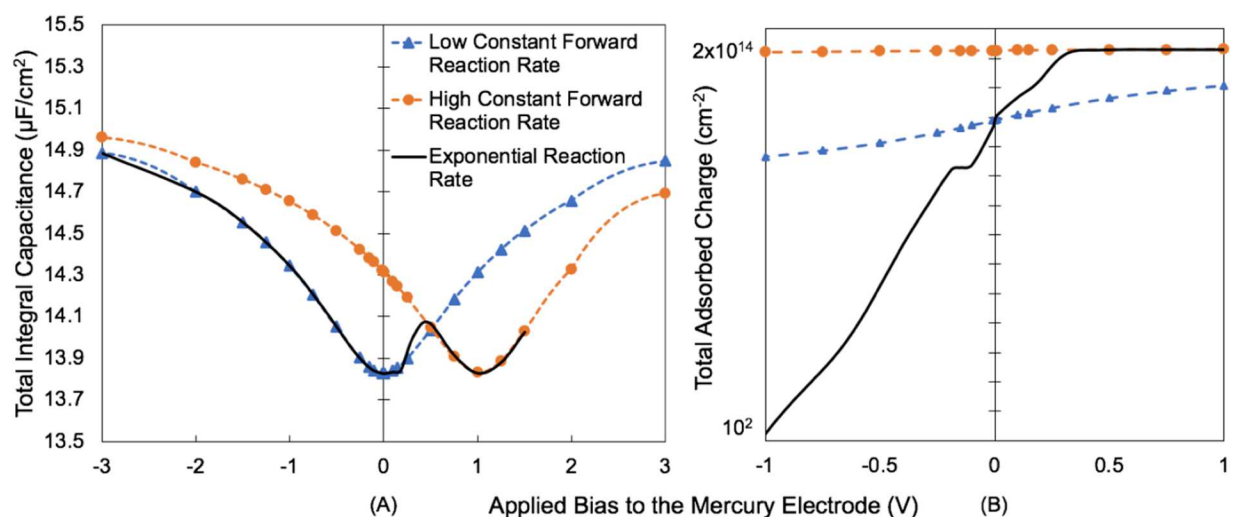 Total Integral Capacitance (μF/cm²)
15.5
15.3
15.1
14.9
14.7
14.5
14.3
14.1
13.9
13.7
13.5
-3
-2
-1
0
1
2
3
Low Constant Forward
Reaction Rate
High Constant Forward
Reaction Rate
Exponential Reaction
Rate
(A)
Total Adsorbed Charge (cm⁻²)
2x10¹⁴
10²
-1
-0.5
0
0.5
1
Applied Bias to the Mercury Electrode (V)
(B)